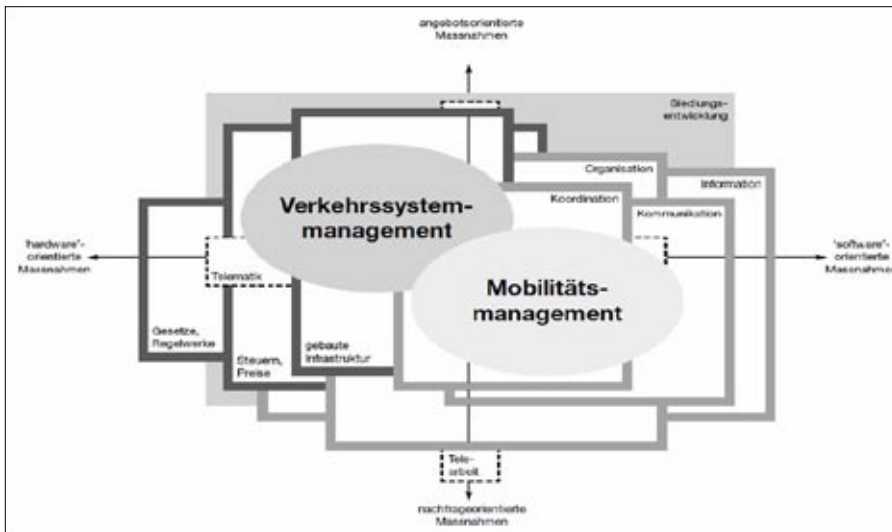 angebotsorientierte
Massnahmen
Siedlungs-
entwicklung
Organisation
Information
Koordination
Kommunikation
Verkehrssystem-
management
'hardware'-
orientierte
Massnahmen
'software'-
orientierte
Massnahmen
Telematik
Mobilitäts-
management
Gesetze,
Regelwerke
Steuern,
Preise
gebaute
Infrastruktur
Tele-
arbeit
nachfrageorientierte
Massnahmen